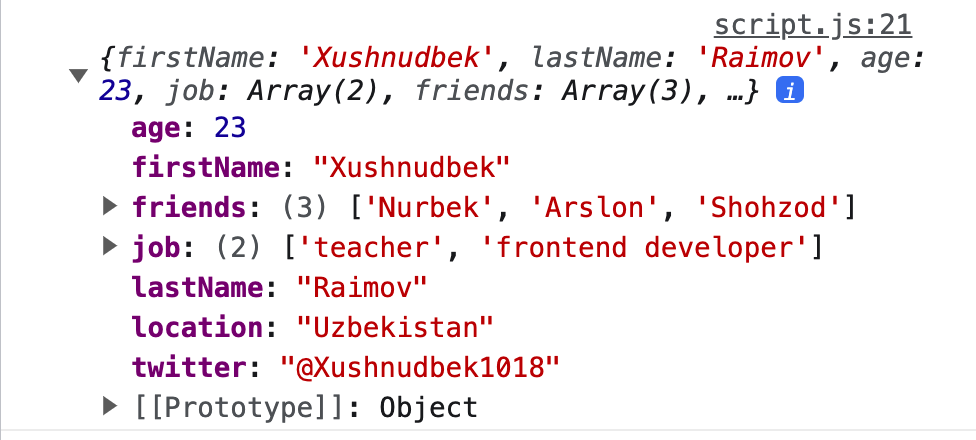 script.js:21
▼ {firstName: 'Xushnudbek', lastName: 'Raimov', age:
23, job: Array(2), friends: Array(3), …} i
age: 23
firstName: "Xushnudbek"
▶ friends: (3) ['Nurbek', 'Arslon', 'Shohzod']
▶ job: (2) ['teacher', 'frontend developer']
lastName: "Raimov"
location: "Uzbekistan"
twitter: "@Xushnudbek1018"
▶ [[Prototype]]: Object